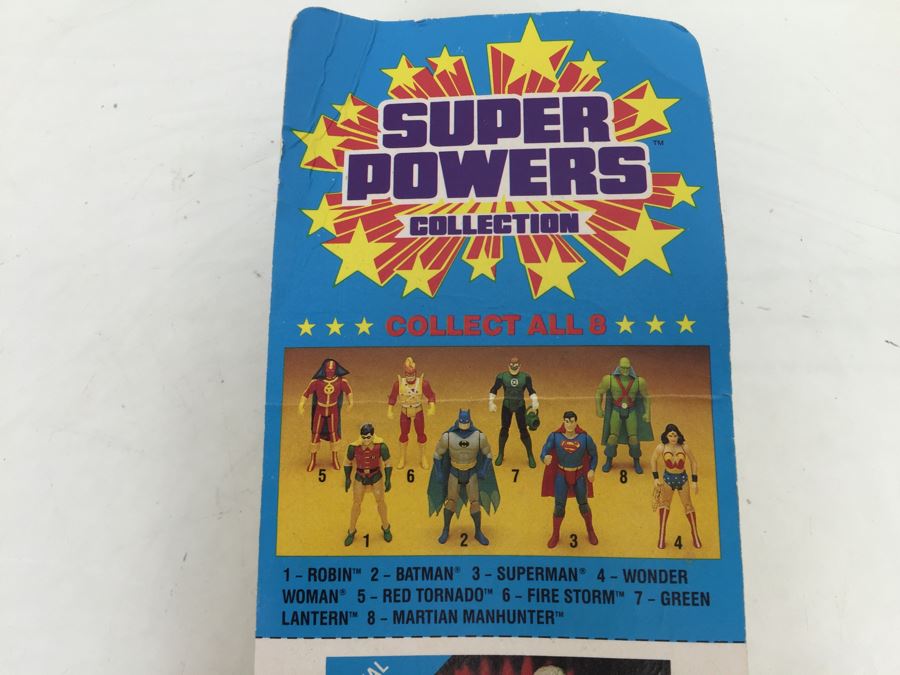 SUPER
POWERS™
COLLECTION
COLLECT ALL 8
5 6 7 8
1 2 3 4
1 - ROBIN™ 2 - BATMAN® 3 - SUPERMAN® 4 - WONDER
WOMAN® 5 - RED TORNADO™ 6 - FIRE STORM™ 7 - GREEN
LANTERN™ 8 - MARTIAN MANHUNTER™